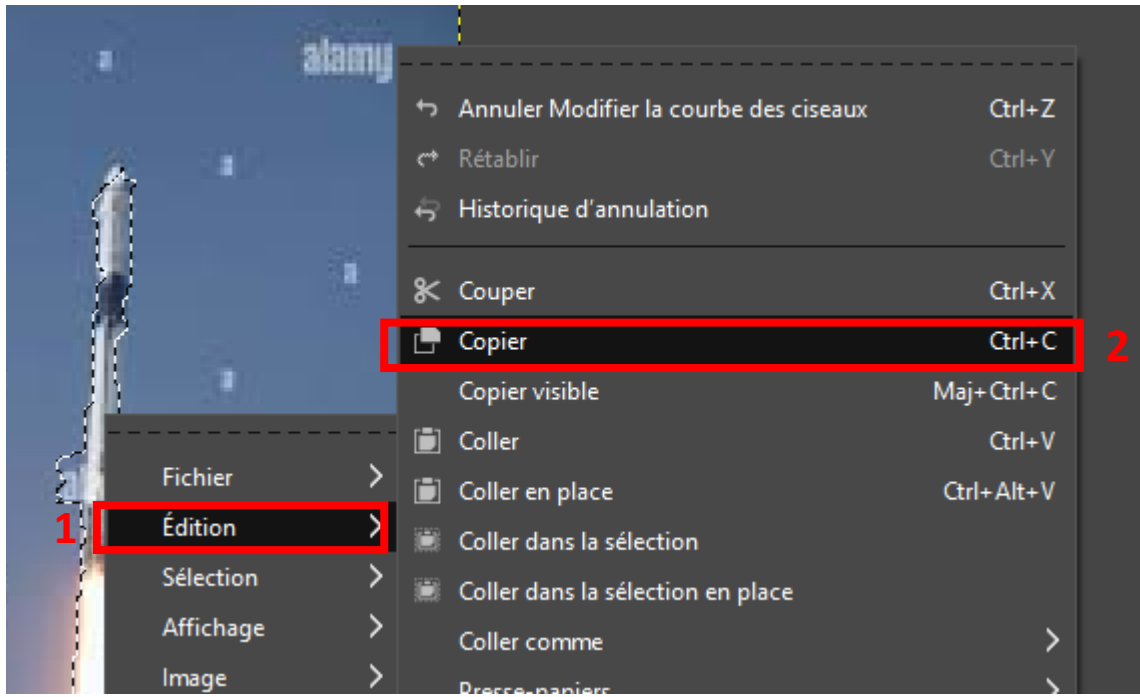 alamy
a
a
a
a
Annuler Modifier la courbe des ciseaux Ctrl+Z
Rétablir Ctrl+Y
Historique d'annulation
Couper Ctrl+X
Copier Ctrl+C
2
Copier visible Maj+Ctrl+C
Coller Ctrl+V
Coller en place Ctrl+Alt+V
Coller dans la sélection
Coller dans la sélection en place
Coller comme
Presse-papiers
Fichier
1
Édition
Sélection
Affichage
Image